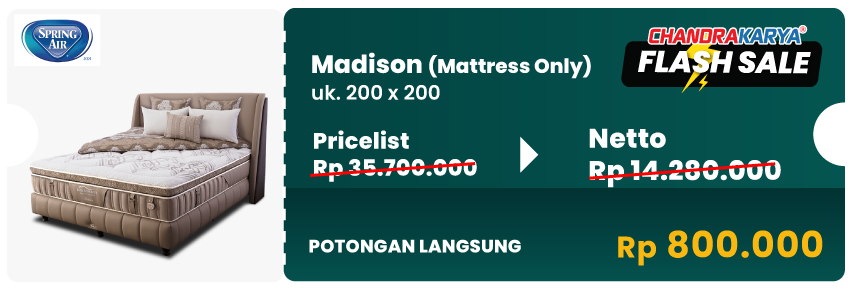 SPRING
AIR
USA
CHANDRAKARYA®
FLASH SALE
Madison (Mattress Only)
uk. 200 x 200
Pricelist
Rp 35.700.000
Netto
Rp 14.280.000
POTONGAN LANGSUNG
Rp 800.000